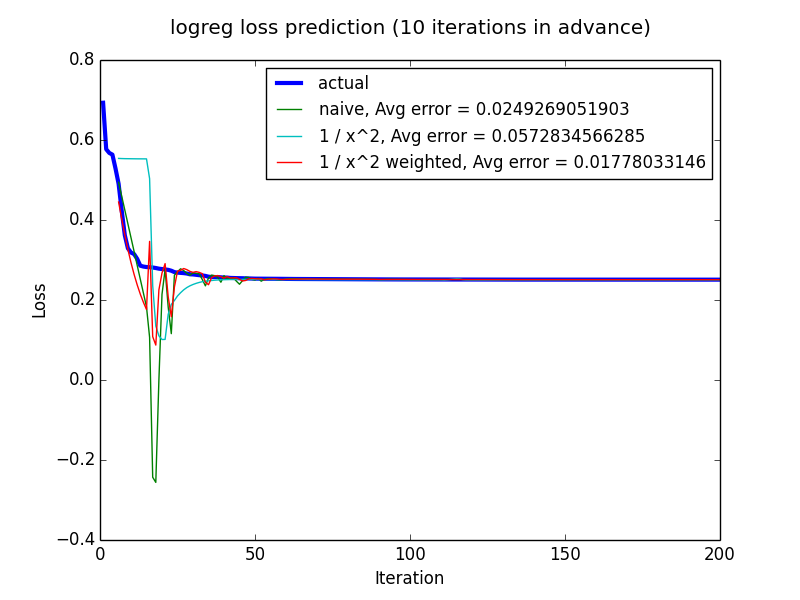 logreg loss prediction (10 iterations in advance)
0.8
0.6
0.4
0.2
0.0
−0.2
−0.4
Loss
actual
naive, Avg error = 0.0249269051903
1 / x^2, Avg error = 0.0572834566285
1 / x^2 weighted, Avg error = 0.01778033146
0 50 100 150 200
Iteration